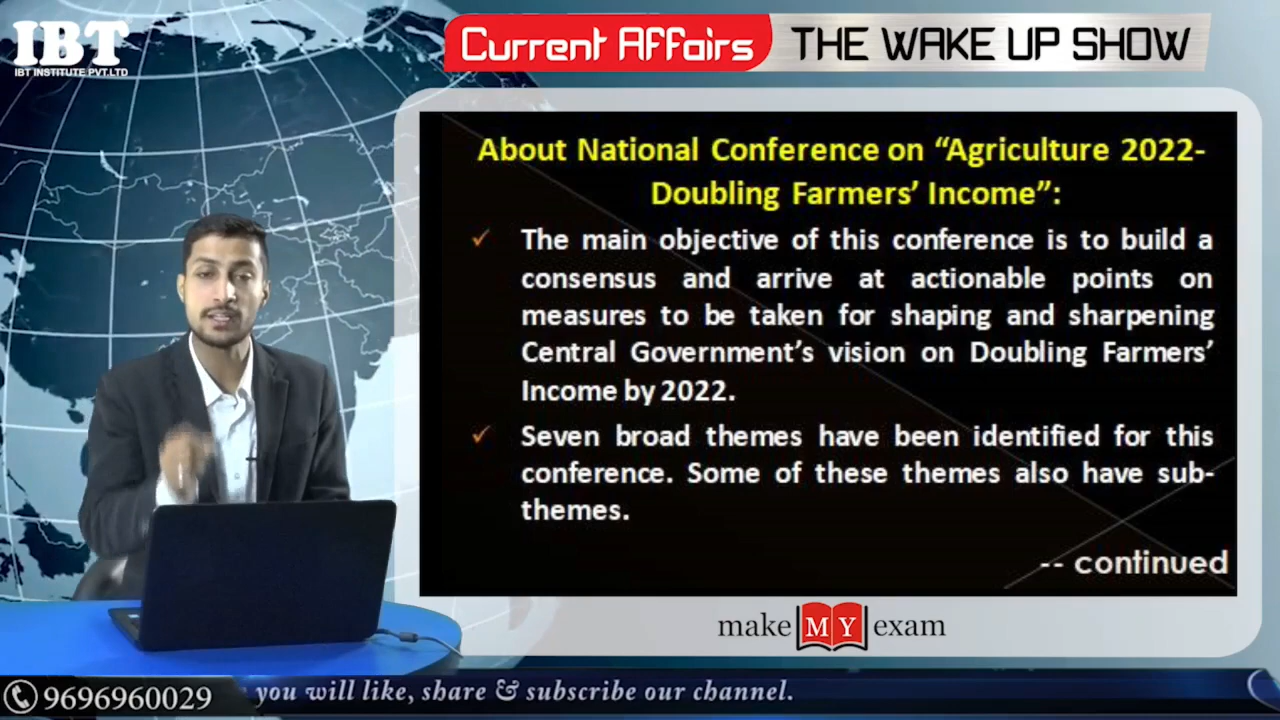 IBT
IBT INSTITUTE PVT.LTD
Current Affairs THE WAKE UP SHOW
About National Conference on “Agriculture 2022-
Doubling Farmers’ Income”:
✓ The main objective of this conference is to build a
consensus and arrive at actionable points on
measures to be taken for shaping and sharpening
Central Government’s vision on Doubling Farmers’
Income by 2022.
✓ Seven broad themes have been identified for this
conference. Some of these themes also have sub-
themes.
-- continued
make MY exam
9696960029 you will like, share & subscribe our channel.